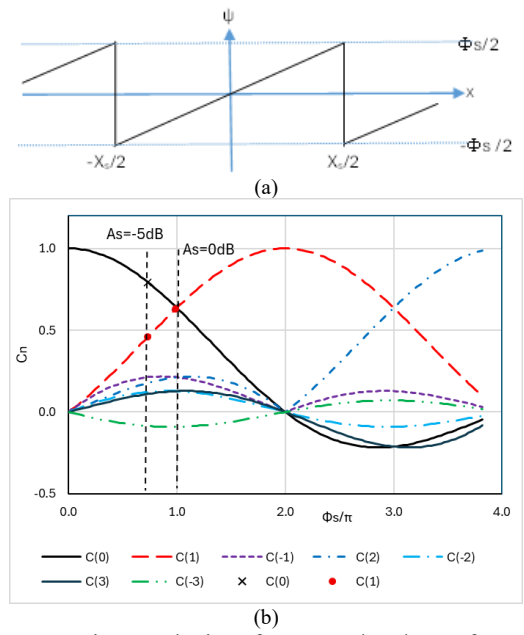 ψ
Φs/2
x
-Φs /2
-Xs/2
Xs/2
(a)
As=-5dB
As=0dB
1.0
0.5
0.0
-0.5
Cn
0.0
1.0
2.0
3.0
4.0
Φs/π
C(0)
C(1)
C(-1)
C(2)
C(-2)
C(3)
C(-3)
C(0)
C(1)
(b)